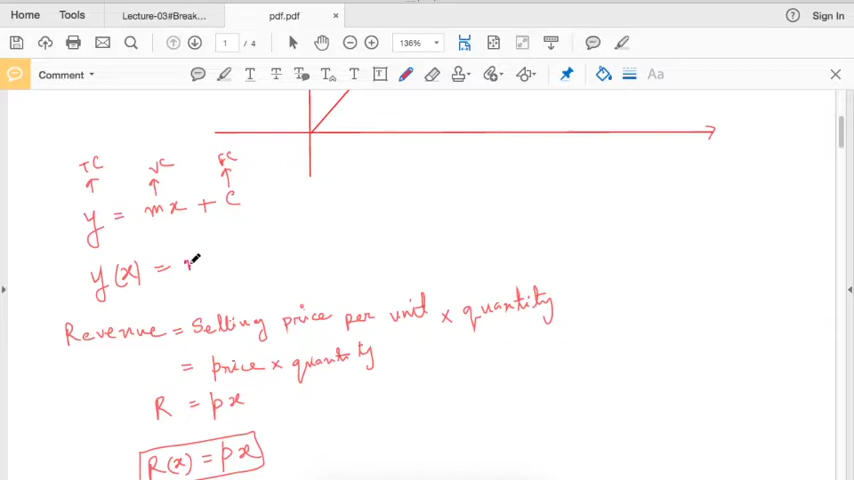 Home Tools Lecture-03#Break... pdf.pdf × ? Sign In
1 / 4 136%
Comment Aa
TC VC FC
y = mx + C
y(x) =
Revenue = Selling price per unit x quantity
= price x quantity
R = px
R(x) = px